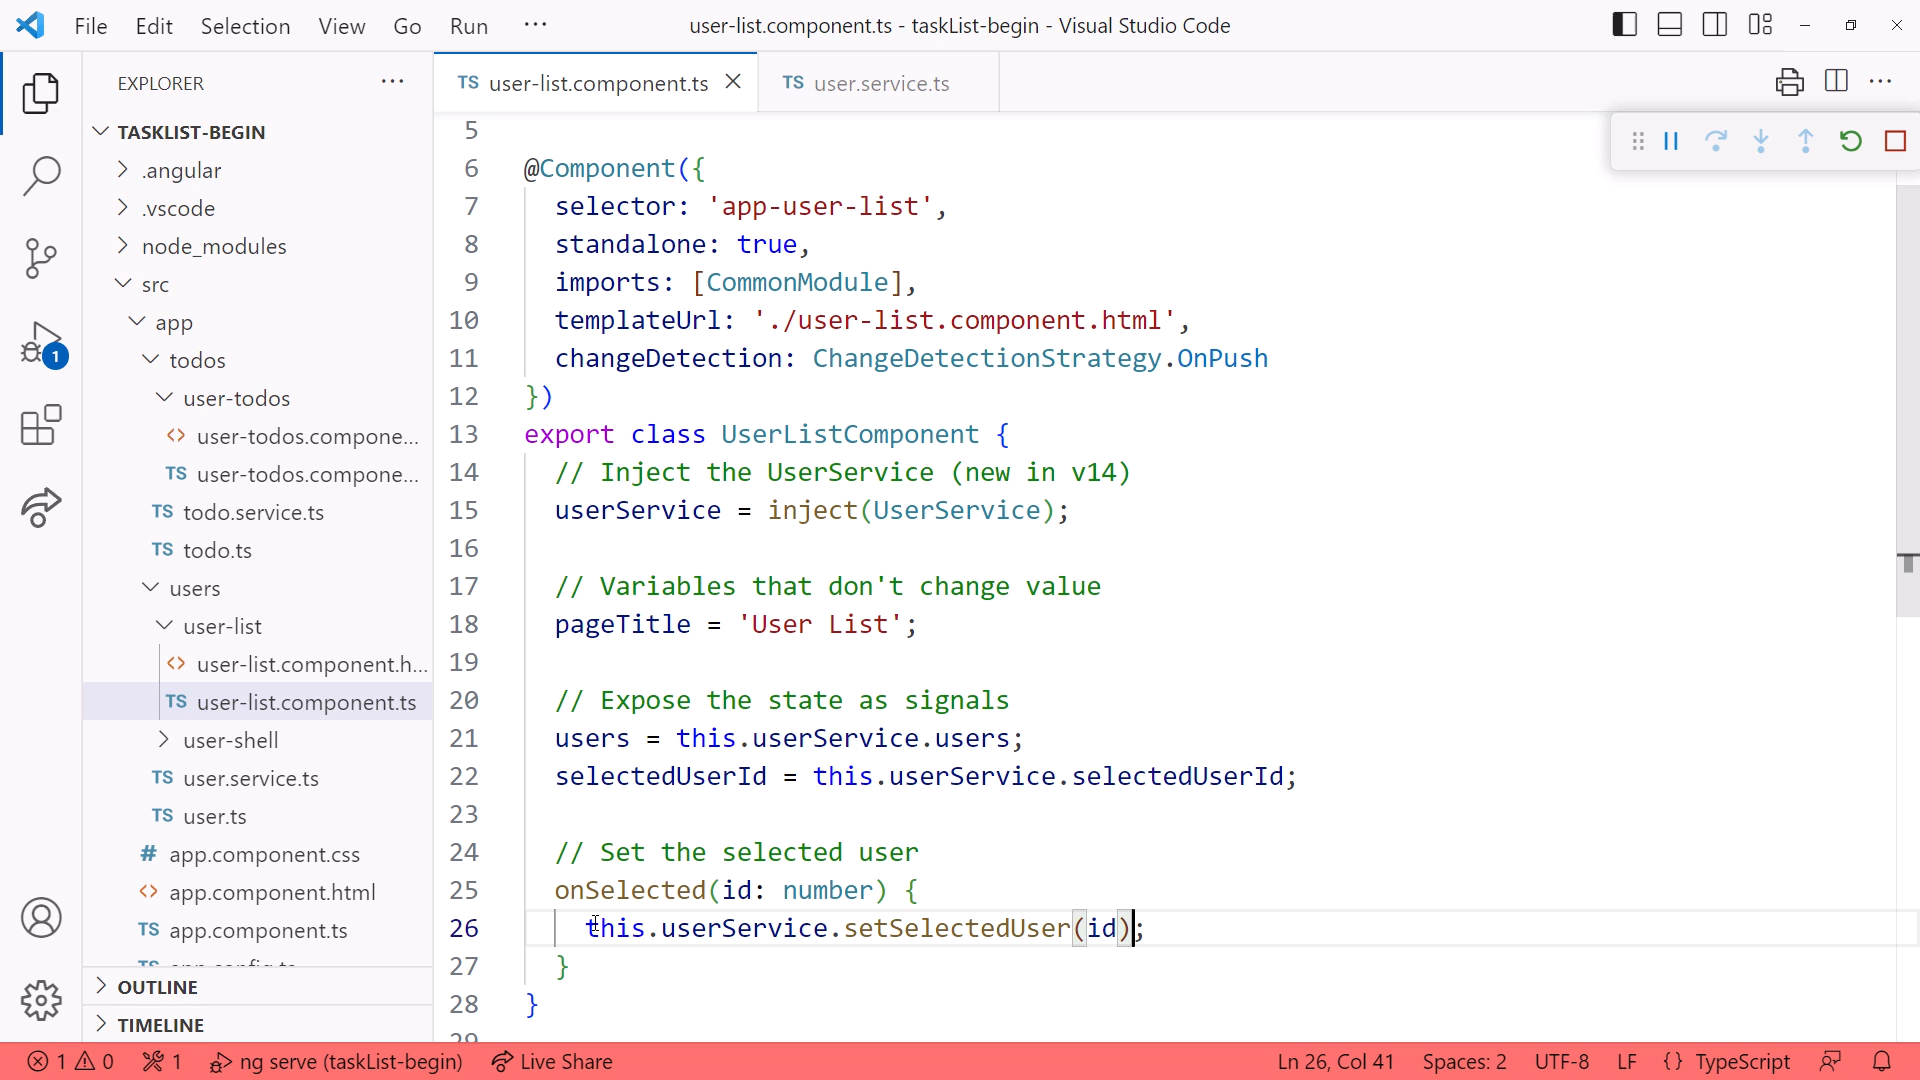 File Edit Selection View Go Run ··· user-list.component.ts - taskList-begin - Visual Studio Code
EXPLORER ···
TS user-list.component.ts
TS user.service.ts
TASKLIST-BEGIN
.angular
.vscode
node_modules
src
app
todos
user-todos
<> user-todos.compone...
TS user-todos.compone...
TS todo.service.ts
TS todo.ts
users
user-list
<> user-list.component.h...
TS user-list.component.ts
user-shell
TS user.service.ts
TS user.ts
# app.component.css
<> app.component.html
TS app.component.ts
OUTLINE
TIMELINE
1
5
6 @Component({
7 selector: 'app-user-list',
8 standalone: true,
9 imports: [CommonModule],
10 templateUrl: './user-list.component.html',
11 changeDetection: ChangeDetectionStrategy.OnPush
12 })
13 export class UserListComponent {
14 // Inject the UserService (new in v14)
15 userService = inject(UserService);
16
17 // Variables that don't change value
18 pageTitle = 'User List';
19
20 // Expose the state as signals
21 users = this.userService.users;
22 selectedUserId = this.userService.selectedUserId;
23
24 // Set the selected user
25 onSelected(id: number) {
26 this.userService.setSelectedUser(id);
27 }
28 }
1 0 1 ng serve (taskList-begin) Live Share Ln 26, Col 41 Spaces: 2 UTF-8 LF {} TypeScript